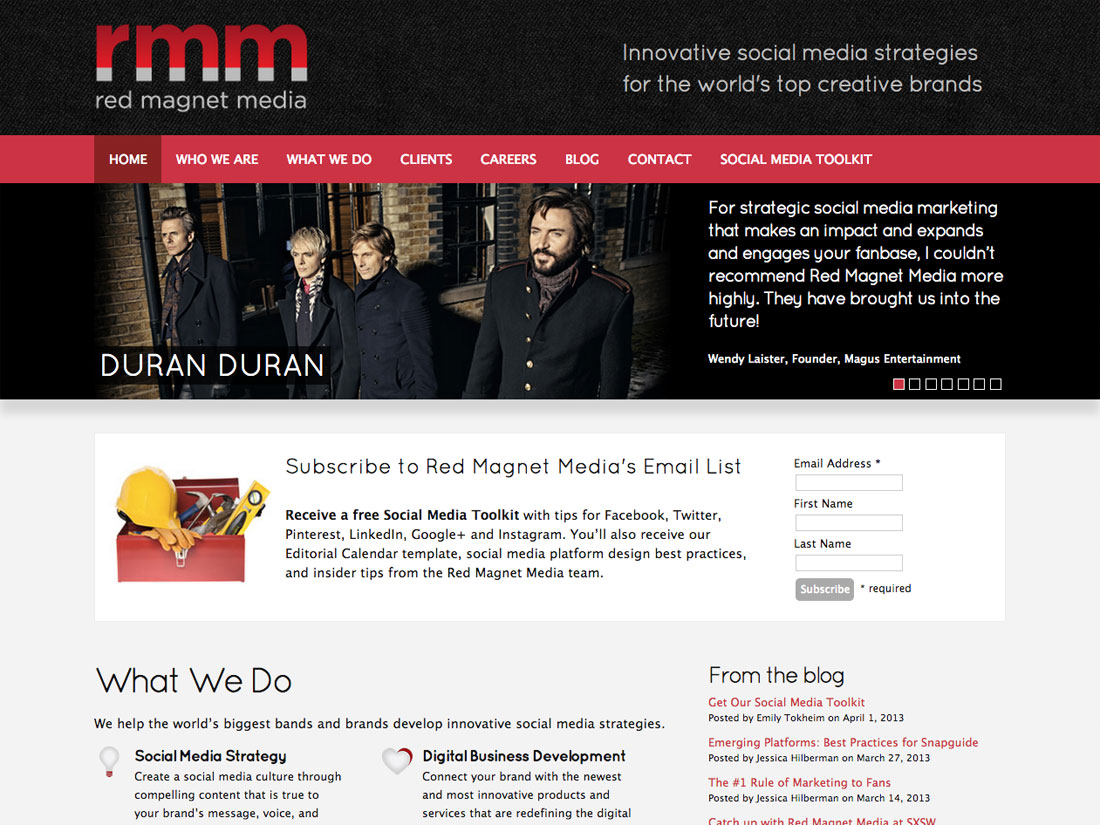 rmm
red magnet media
Innovative social media strategies
for the world's top creative brands
HOME WHO WE ARE WHAT WE DO CLIENTS CAREERS BLOG CONTACT SOCIAL MEDIA TOOLKIT
DURAN DURAN
For strategic social media marketing
that makes an impact and expands
and engages your fanbase, I couldn't
recommend Red Magnet Media more
highly. They have brought us into the
future!
Wendy Laister, Founder, Magus Entertainment
Subscribe to Red Magnet Media's Email List
Receive a free Social Media Toolkit with tips for Facebook, Twitter,
Pinterest, LinkedIn, Google+ and Instagram. You'll also receive our
Editorial Calendar template, social media platform design best practices,
and insider tips from the Red Magnet Media team.
Email Address *
First Name
Last Name
Subscribe * required
What We Do
We help the world's biggest bands and brands develop innovative social media strategies.
Social Media Strategy
Create a social media culture through
compelling content that is true to
your brand's message, voice, and
Digital Business Development
Connect your brand with the newest
and most innovative products and
services that are redefining the digital
From the blog
Get Our Social Media Toolkit
Posted by Emily Tokheim on April 1, 2013
Emerging Platforms: Best Practices for Snapguide
Posted by Jessica Hilberman on March 27, 2013
The #1 Rule of Marketing to Fans
Posted by Jessica Hilberman on March 14, 2013
Catch up with Red Magnet Media at SXSW